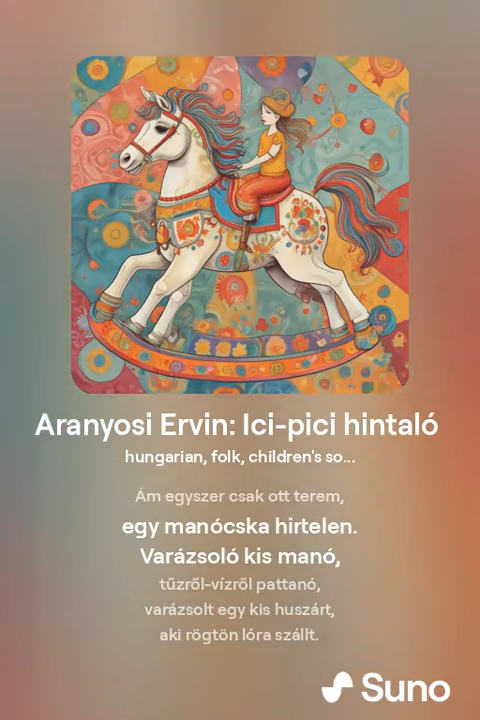 Aranyosi Ervin: Ici-pici hintaló
hungarian, folk, children's so...
Ám egyszer csak ott terem,
egy manócska hirtelen.
Varázsoló kis manó,
tűzről-vízről pattanó,
varázsolt egy kis huszárt,
aki rögtön lóra szállt.
Suno